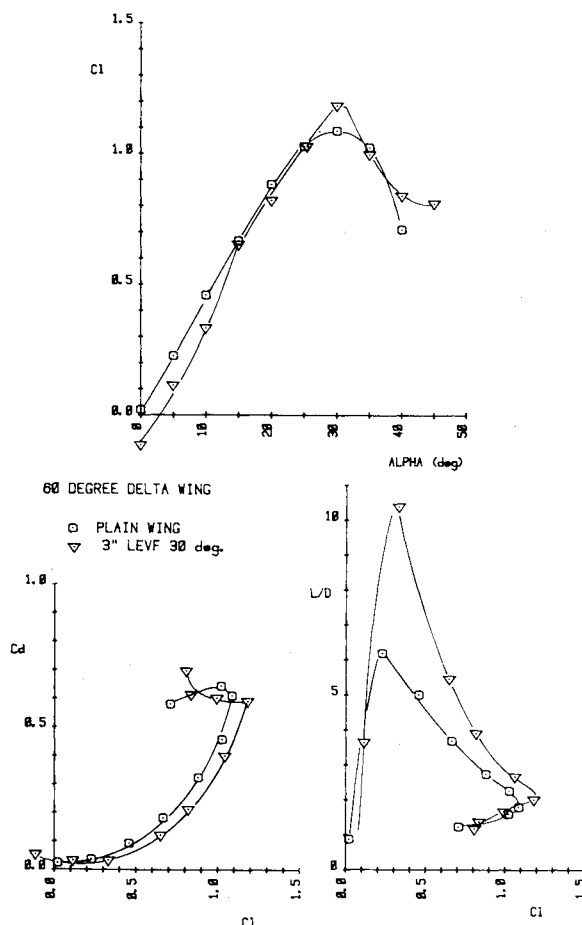 1.5
Cl
1.0
0.5
0.0
0
10
20
30
40
50
ALPHA (deg)
60 DEGREE DELTA WING
PLAIN WING
3" LEVF 30 deg.
1.0
Cd
0.5
0.0
0.0
0.5
1.0
1.5
Cl
10
L/D
5
0
0.0
0.5
1.0
1.5
Cl